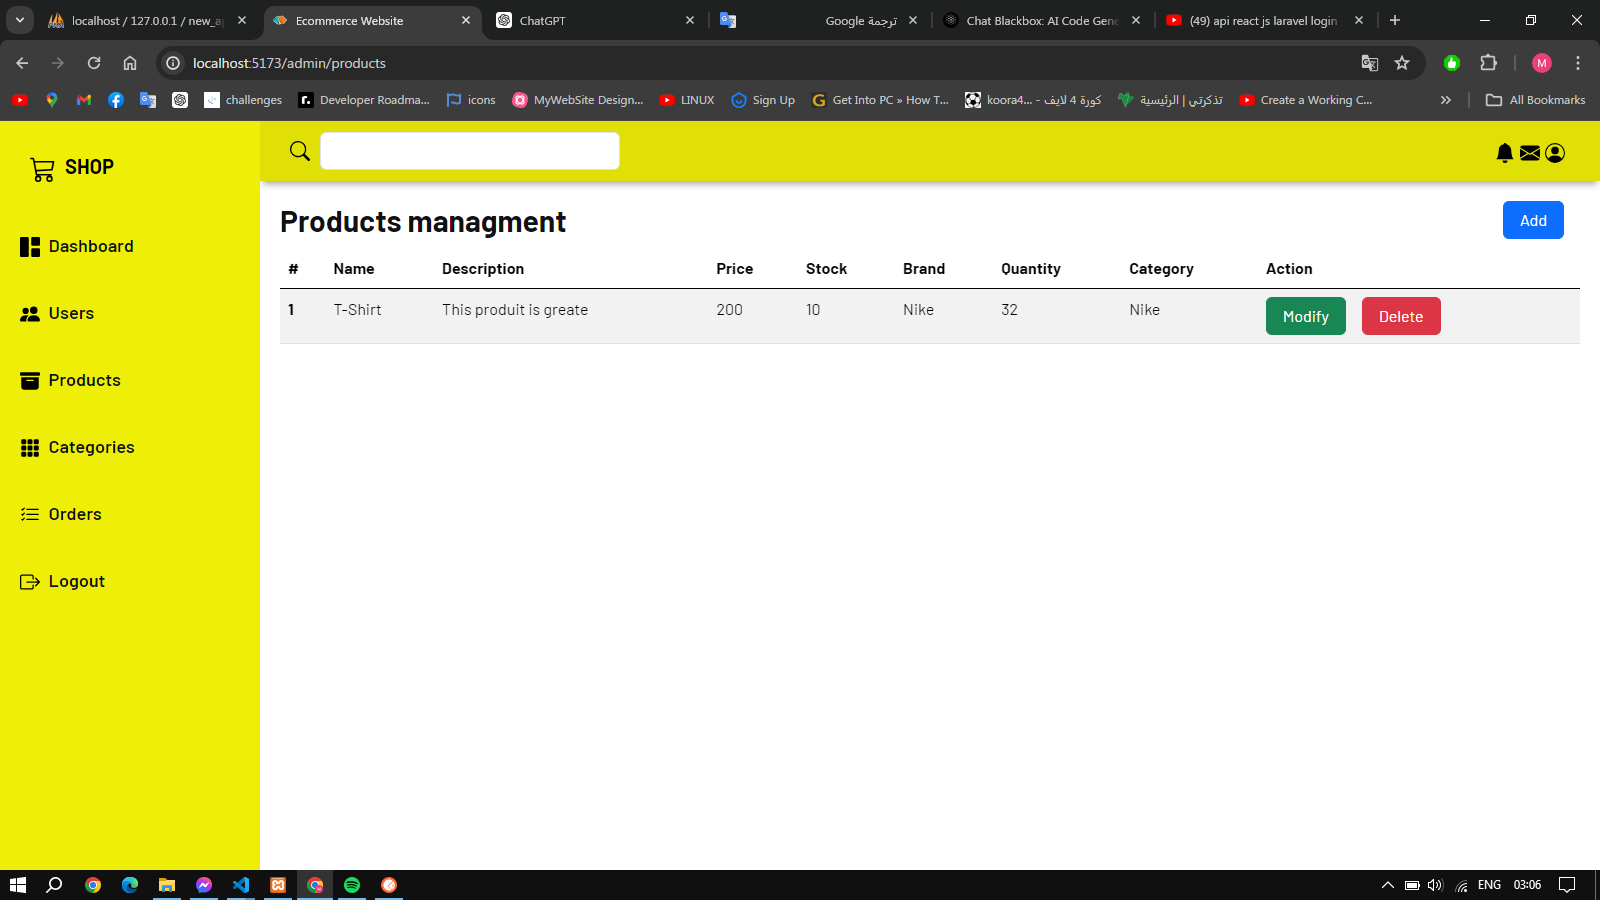 localhost / 127.0.0.1 / new_a
Ecommerce Website
ChatGPT
ترجمة Google
Chat Blackbox: AI Code Gene
(49) api react js laravel login
localhost:5173/admin/products
M
challenges
Developer Roadma...
icons
MyWebSite Design...
LINUX
Sign Up
Get Into PC » How T...
كورة 4 لايف - koora4...
تذكرتي | الرئيسية
Create a Working C...
All Bookmarks
SHOP
Dashboard
Users
Products
Categories
Orders
Logout
Products managment
Add
# Name Description Price Stock Brand Quantity Category Action
1 T-Shirt This produit is greate 200 10 Nike 32 Nike Modify Delete
ENG 03:06